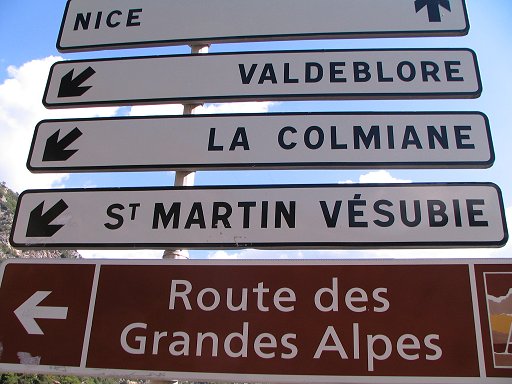 NICE
VALDEBLORE
LA COLMIANE
ST MARTIN VÉSUBIE
Route des
Grandes Alpes